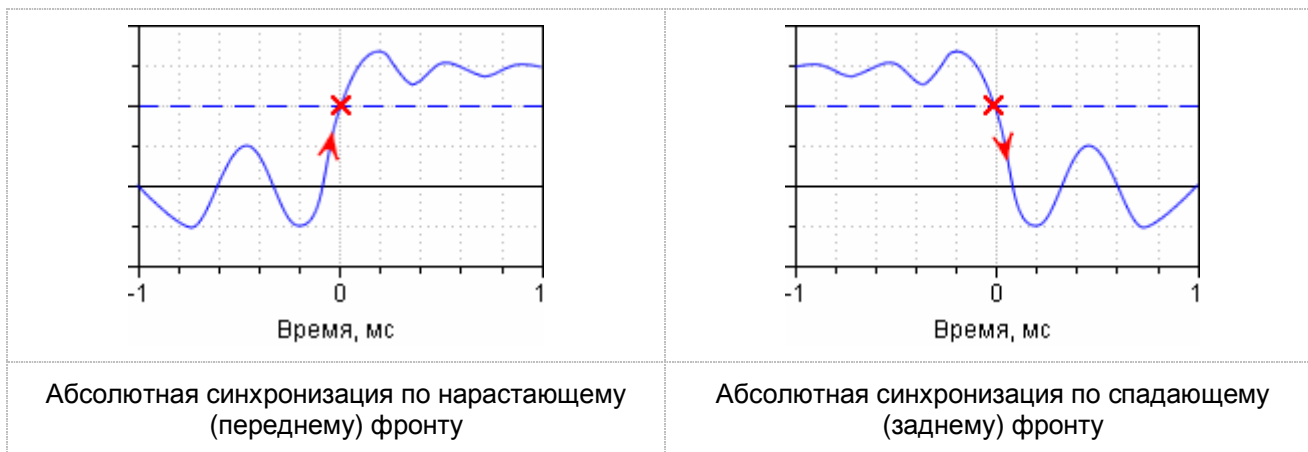 -1 0 1
Время, мс
-1 0 1
Время, мс
Абсолютная синхронизация по нарастающему
(переднему) фронту
Абсолютная синхронизация по спадающему
(заднему) фронту